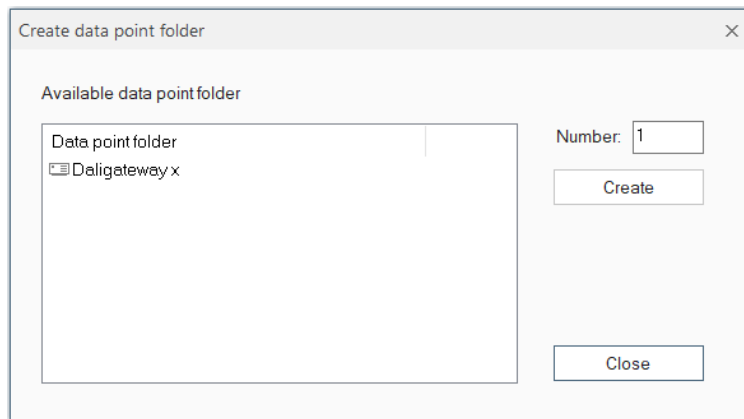 Create data point folder
Available data point folder
Data point folder
Number: 1
Daligateway x
Create
Close